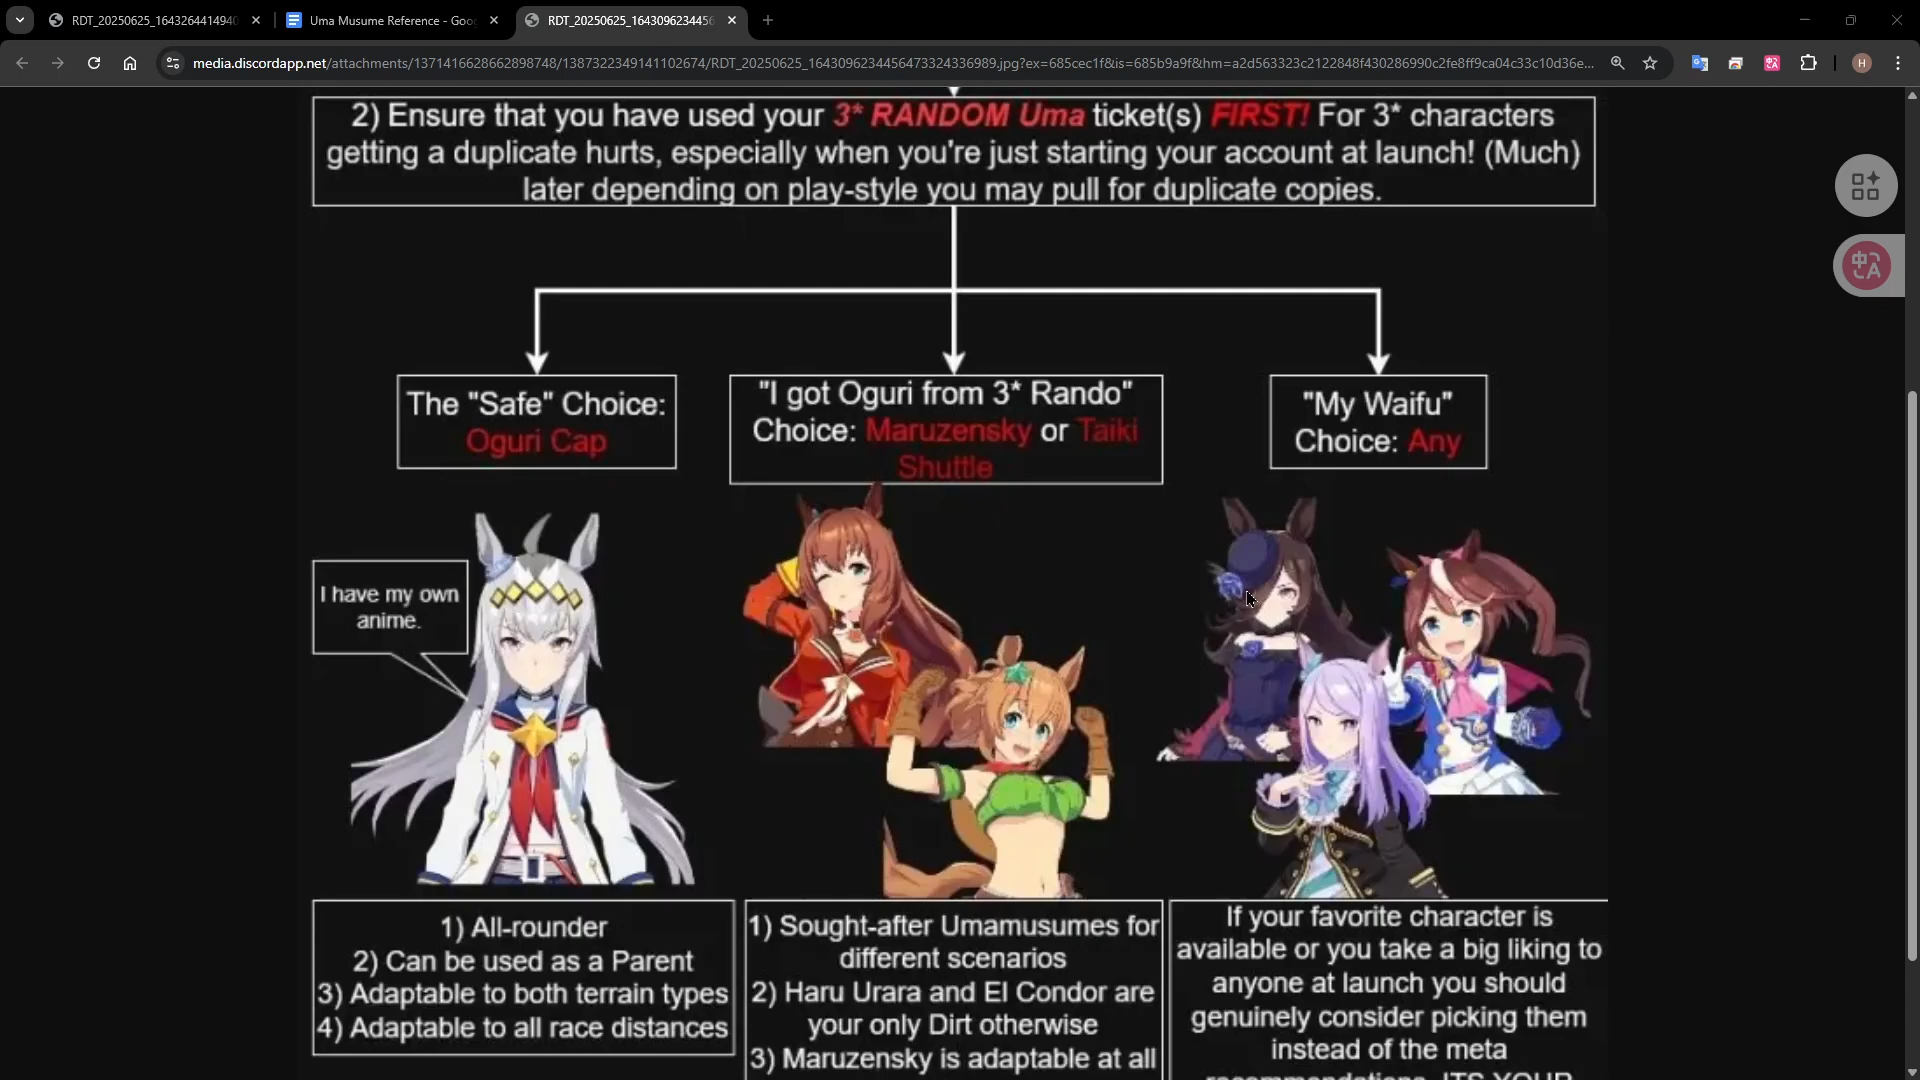 RDT_20250625_1643264414940
Uma Musume Reference - Goo
RDT_20250625_1643096234456
media.discordapp.net/attachments/1371416628662898748/1387322349141102674/RDT_20250625_1643096234456473324336989.jpg?ex=685cec1f&is=685b9a9f&hm=a2d563323c2122848f430286990c2fe8ff9ca04c33c10d36e...
H
2) Ensure that you have used your 3* RANDOM Uma ticket(s) FIRST! For 3* characters
getting a duplicate hurts, especially when you're just starting your account at launch! (Much)
later depending on play-style you may pull for duplicate copies.
The "Safe" Choice:
Oguri Cap
"I got Oguri from 3* Rando"
Choice: Maruzensky or Taiki
Shuttle
"My Waifu"
Choice: Any
I have my own
anime.
1) All-rounder
2) Can be used as a Parent
3) Adaptable to both terrain types
4) Adaptable to all race distances
1) Sought-after Umamusumes for
different scenarios
2) Haru Urara and El Condor are
your only Dirt otherwise
3) Maruzensky is adaptable at all
If your favorite character is
available or you take a big liking to
anyone at launch you should
genuinely consider picking them
instead of the meta